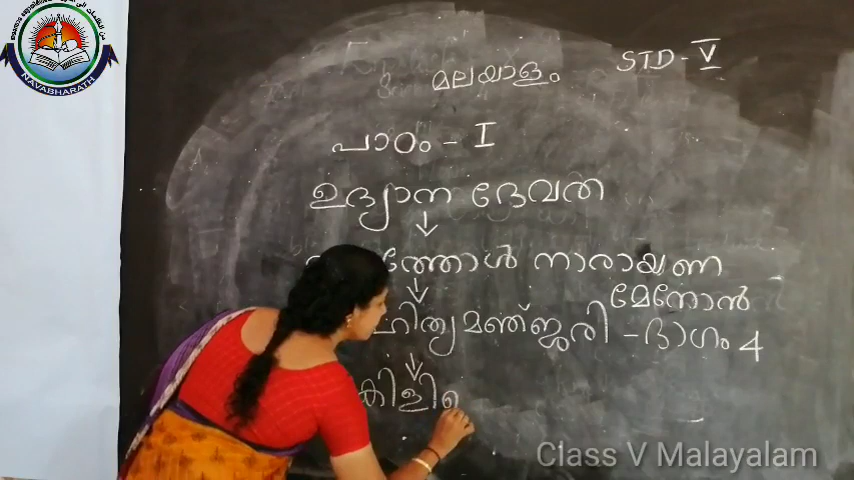 NAVABHARATH
മലയാളം STD - V
പാഠം - I
ഉദ്യാന ദേവത
നാരായണ
മേനോൻ
മഞ്ജരി - ഭാഗം 4
Class V Malayalam